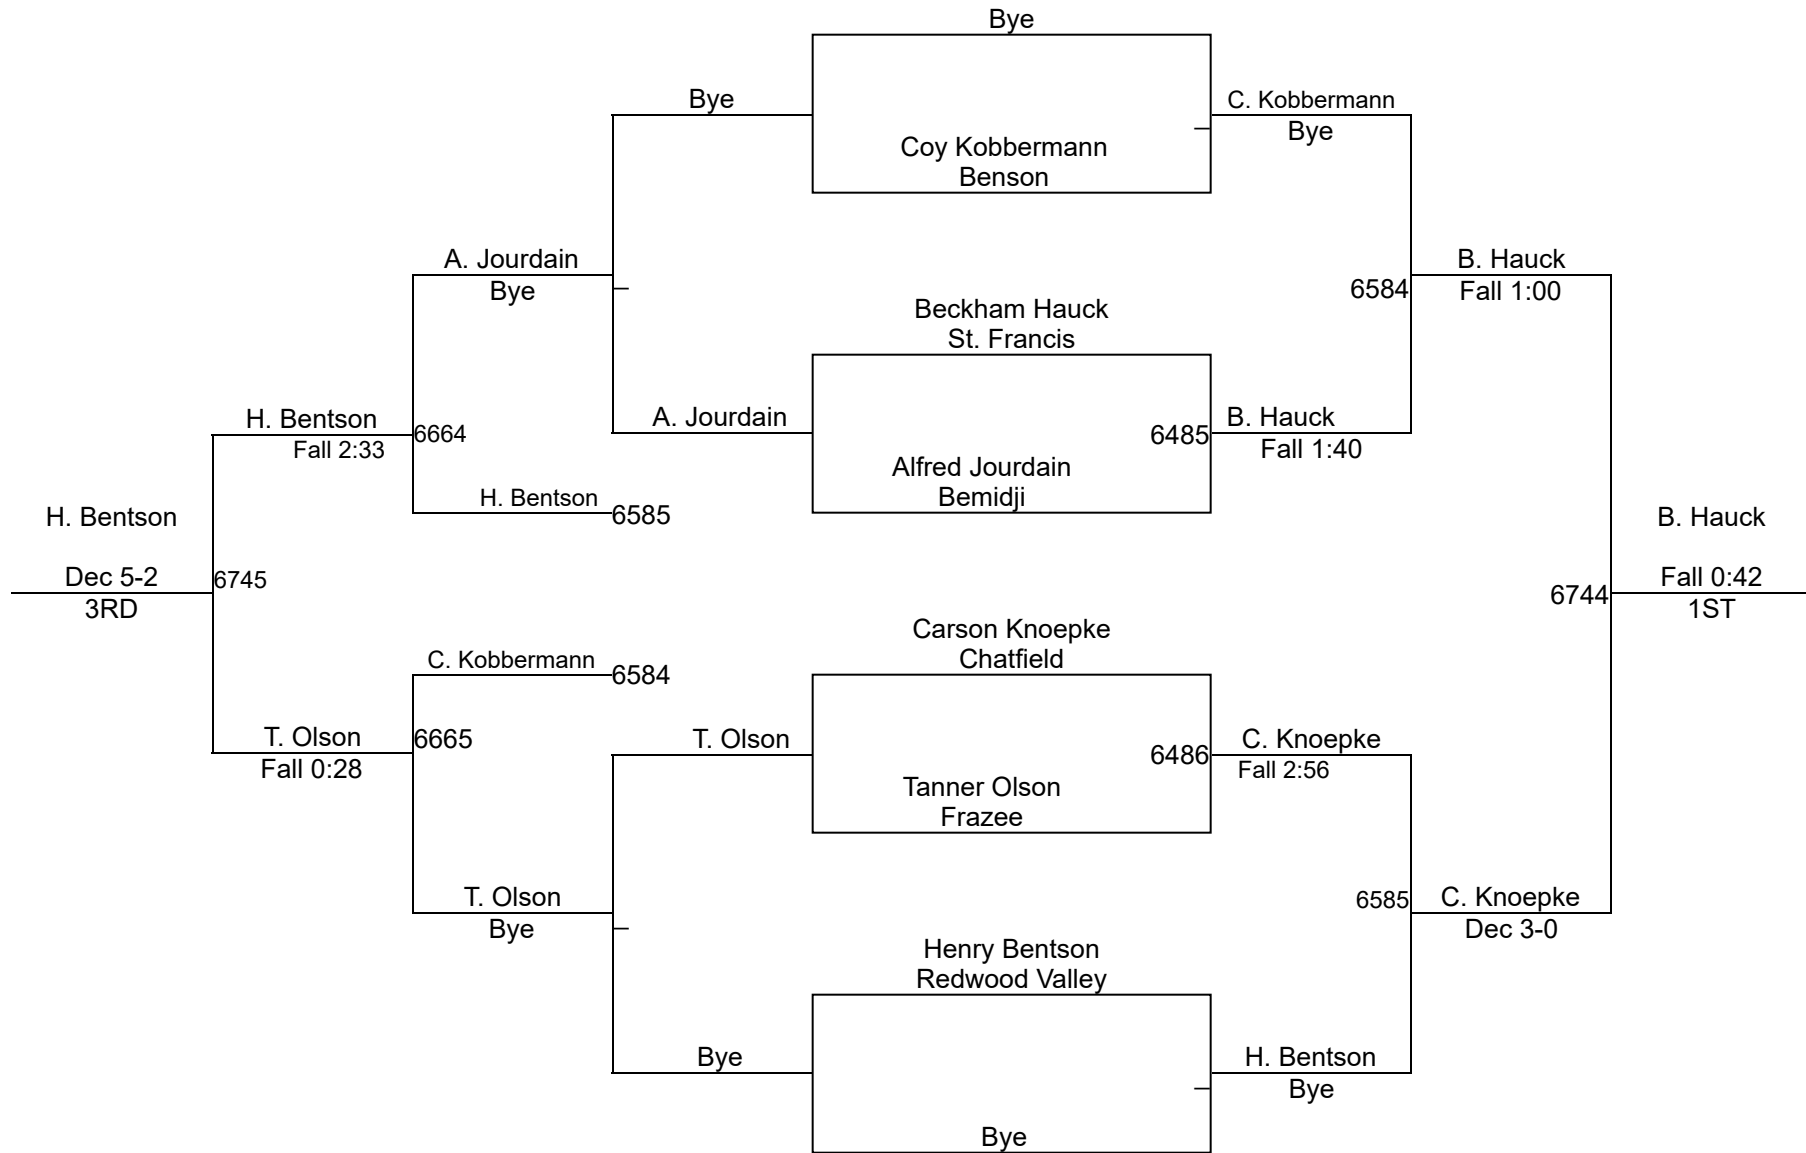 Bye
Bye
C. Kobbermann
Bye
Coy Kobbermann
Benson
A. Jourdain
Bye
B. Hauck
Fall 1:00
6584
Beckham Hauck
St. Francis
H. Bentson
Fall 2:33
6664
A. Jourdain
6485
B. Hauck
Fall 1:40
Alfred Jourdain
Bemidji
H. Bentson
6585
H. Bentson
Dec 5-2
3RD
6745
B. Hauck
Fall 0:42
1ST
6744
Carson Knoepke
Chatfield
C. Kobbermann
6584
T. Olson
Fall 0:28
6665
T. Olson
6486
C. Knoepke
Fall 2:56
Tanner Olson
Frazee
T. Olson
Bye
6585
C. Knoepke
Dec 3-0
Henry Bentson
Redwood Valley
Bye
H. Bentson
Bye
Bye